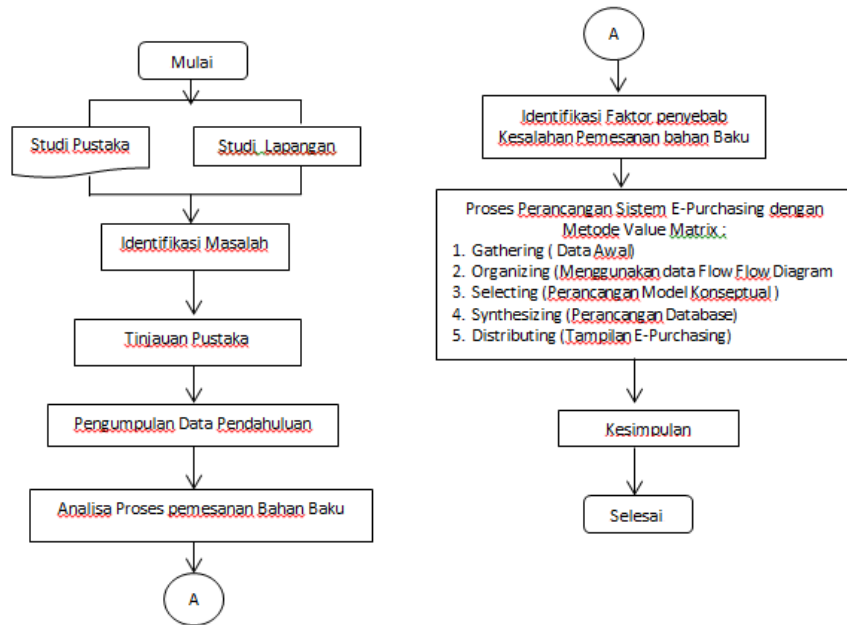 Mulai
Studi Pustaka
Studi Lapangan
Identifikasi Masalah
Tinjauan Pustaka
Pengumpulan Data Pendahuluan
Analisa Proses pemesanan Bahan Baku
A
A
Identifikasi Faktor penyebab
Kesalahan Pemesanan bahan Baku
Proses Perancangan Sistem E-Purchasing dengan
Metode Value Matrix :
1. Gathering ( Data Awal)
2. Organizing (Menggunakan data Flow Flow Diagram
3. Selecting (Perancangan Model Konseptual )
4. Synthesizing (Perancangan Database)
5. Distributing (Tampilan E-Purchasing)
Kesimpulan
Selesai